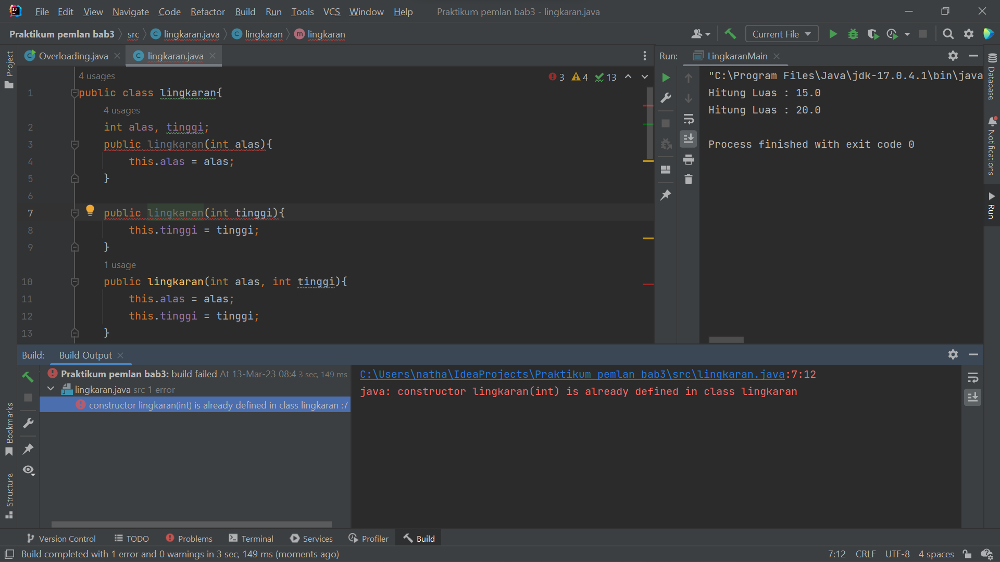 File Edit View Navigate Code Refactor Build Run Tools VCS Window Help Praktikum pemlan bab3 - lingkaran.java
Praktikum pemlan bab3 src lingkaran.java lingkaran lingkaran Current File
Project
Overloading.java lingkaran.java
4 usages
3 4 13
1 public class lingkaran{
4 usages
2 int alas, tinggi;
3 public lingkaran(int alas){
4 this.alas = alas;
5 }
6
7 public lingkaran(int tinggi){
8 this.tinggi = tinggi;
9 }
1 usage
10 public lingkaran(int alas, int tinggi){
11 this.alas = alas;
12 this.tinggi = tinggi;
13 }
Run: LingkaranMain
"C:\Program Files\Java\jdk-17.0.4.1\bin\java
Hitung Luas : 15.0
Hitung Luas : 20.0
Process finished with exit code 0
Database
Notifications
Run
Build: Build Output
Praktikum pemlan bab3: build failed At 13-Mar-23 08:4 3 sec, 149 ms
lingkaran.java src 1 error
constructor lingkaran(int) is already defined in class lingkaran :7
C:\Users\natha\IdeaProjects\Praktikum pemlan bab3\src\lingkaran.java:7:12
java: constructor lingkaran(int) is already defined in class lingkaran
Bookmarks
Structure
Version Control TODO Problems Terminal Services Profiler Build
Build completed with 1 error and 0 warnings in 3 sec, 149 ms (moments ago) 7:12 CRLF UTF-8 4 spaces